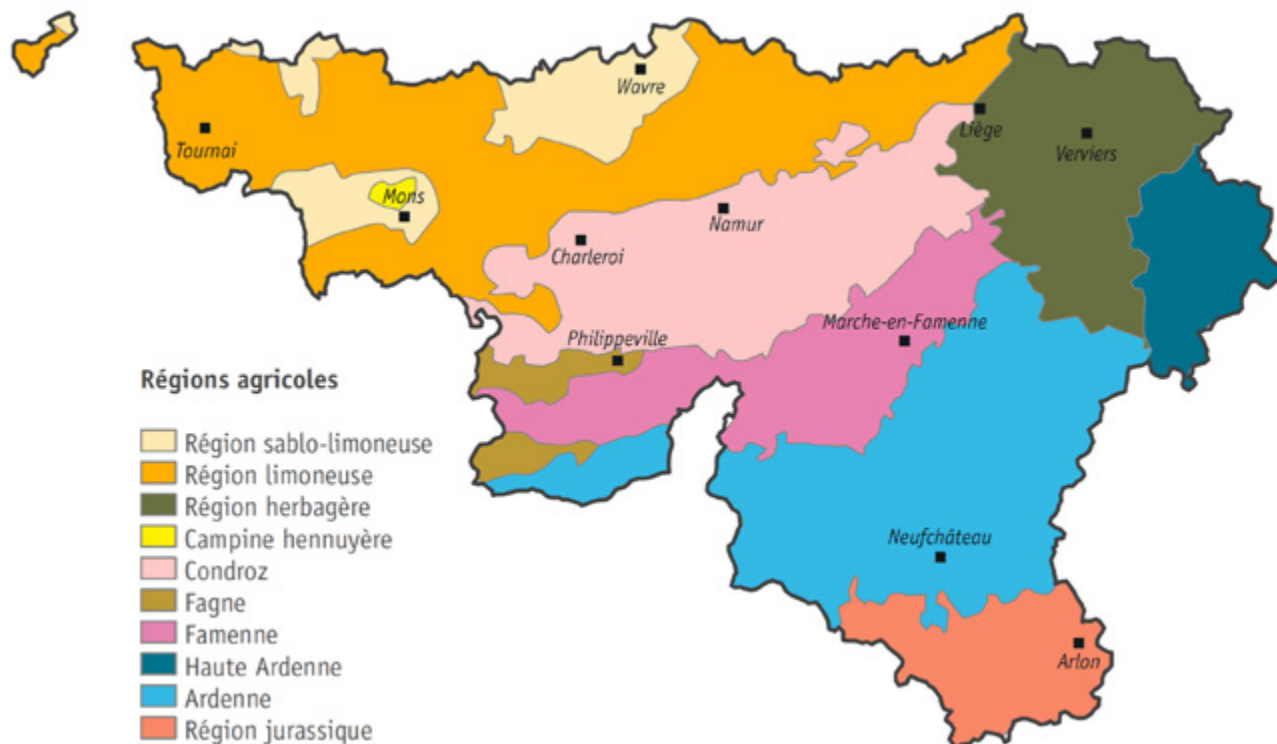 Wavre
Tournai
Liège
Verviers
Mons
Namur
Charleroi
Marche-en-Famenne
Philippeville
Régions agricoles
Région sablo-limoneuse
Région limoneuse
Région herbagère
Campine hennuyère
Condroz
Fagne
Famenne
Haute Ardenne
Ardenne
Région jurassique
Neufchâteau
Arlon